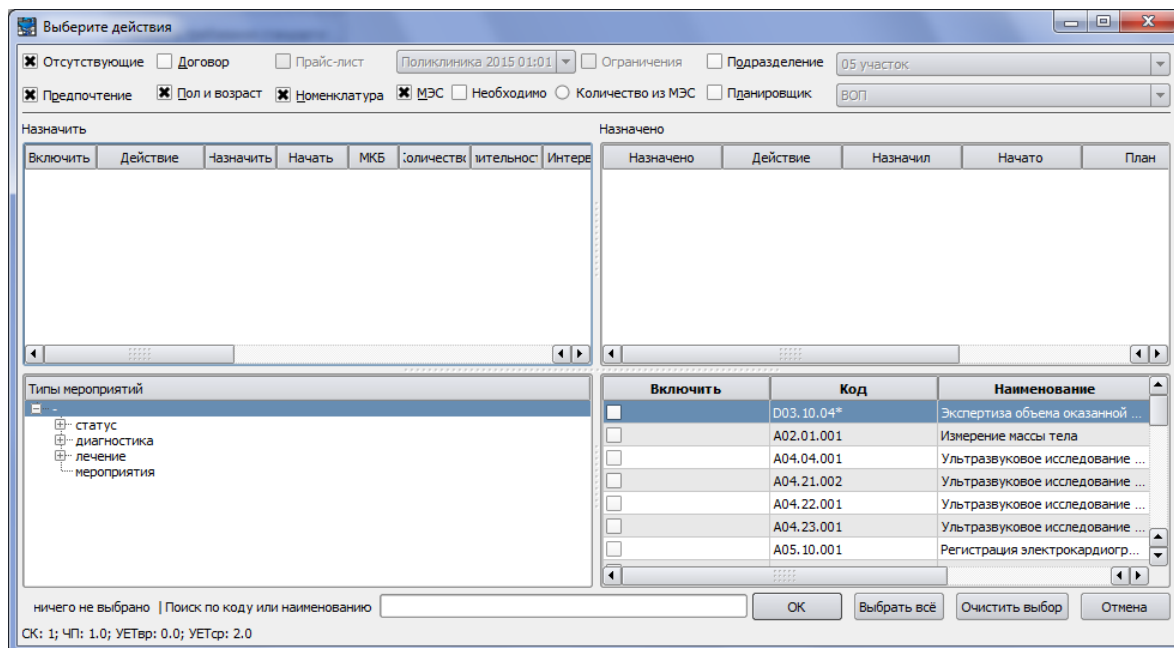 Выберите действия
Отсутствующие Договор Прайс-лист Поликлиника 2015 01:01 Ограничения Подразделение 05 участок
Предпочтение Пол и возраст Номенклатура МЭС Необходимо Количество из МЭС Планировщик ВОП
Назначить Назначено
Включить Действие Назначить Начать МКБ Количество ительност Интерв Назначено Действие Назначил Начато План
Типы мероприятий Включить Код Наименование
-
D03.10.04* Экспертиза объема оказанной ...
статус
A02.01.001 Измерение массы тела
диагностика
лечение
A04.04.001 Ультразвуковое исследование ...
мероприятия
A04.21.002 Ультразвуковое исследование ...
A04.22.001 Ультразвуковое исследование ...
A04.23.001 Ультразвуковое исследование ...
A05.10.001 Регистрация электрокардиогр...
ничего не выбрано | Поиск по коду или наименованию ОК Выбрать всё Очистить выбор Отмена
СК: 1; ЧП: 1.0; УЕТвр: 0.0; УЕТср: 2.0